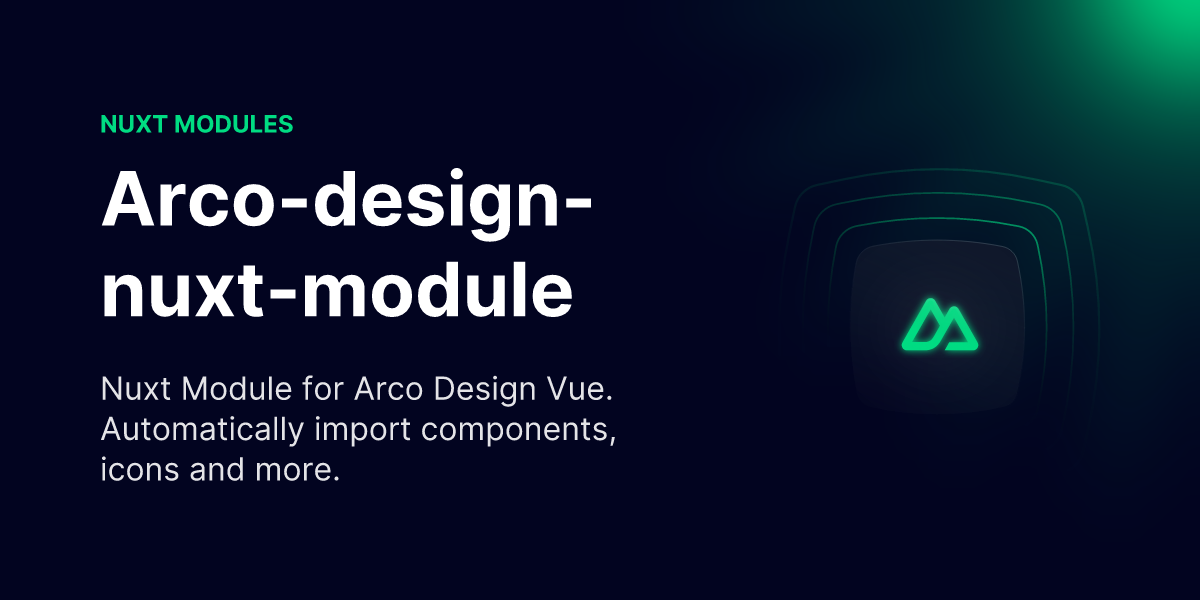 NUXT MODULES
Arco-design-
nuxt-module
Nuxt Module for Arco Design Vue.
Automatically import components,
icons and more.